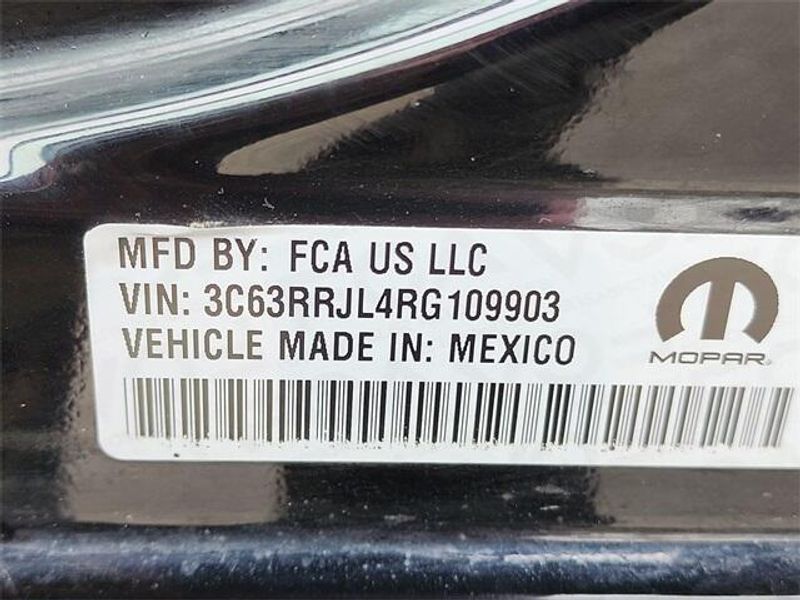 MFD BY: FCA US LLC
VIN: 3C63RRJL4RG109903
VEHICLE MADE IN: MEXICO
MOPAR